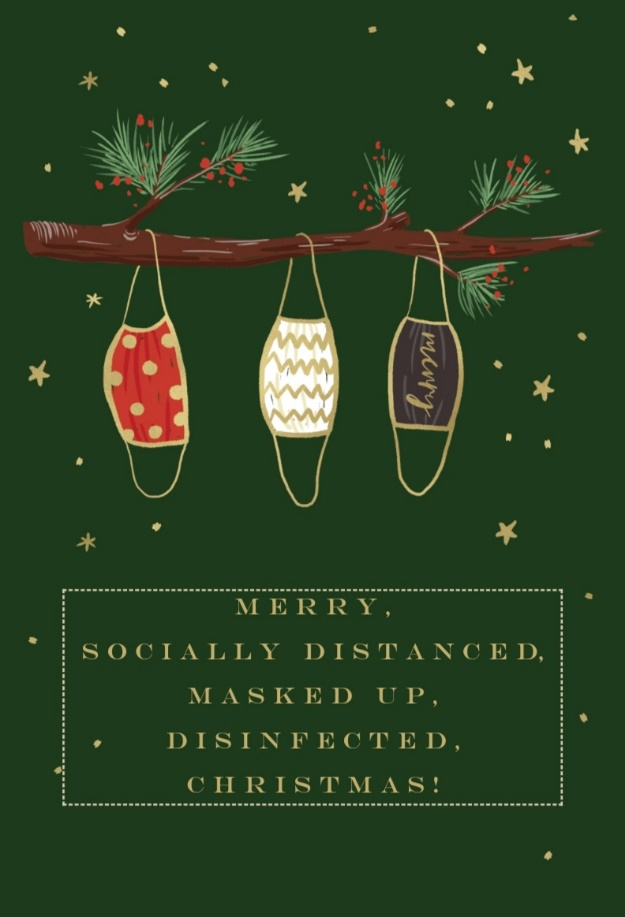 merry
MERRY,
SOCIALLY DISTANCED,
MASKED UP,
DISINFECTED,
CHRISTMAS!